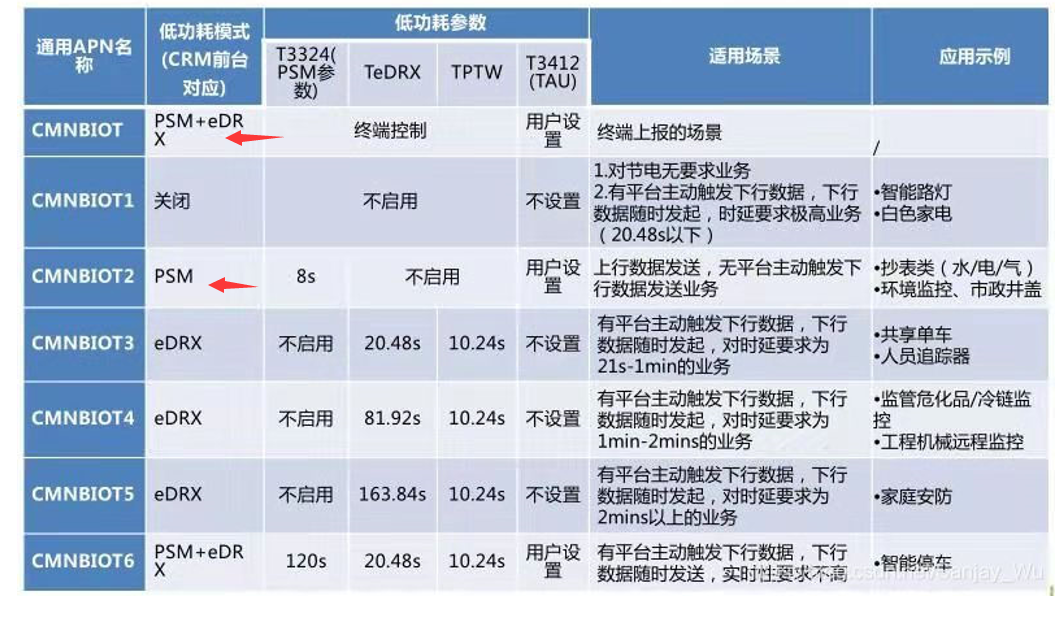 通用APN名
称
低功耗模式
(CRM前台
对应)
低功耗参数
T3324(
PSM参
数)
TeDRX
TPTW
T3412
(TAU)
适用场景
应用示例
CMNBIOT
PSM+eDR
X
终端控制
用户设
置
终端上报的场景
/
CMNBIOT1
关闭
不启用
不设置
1.对节电无要求业务
2.有平台主动触发下行数据，下行
数据随时发起，时延要求极高业务
（20.48s以下）
•智能路灯
•白色家电
CMNBIOT2
PSM
8s
不启用
用户设
置
上行数据发送，无平台主动触发下
行数据发送业务
•抄表类（水/电/气）
•环境监控、市政井盖
CMNBIOT3
eDRX
不启用
20.48s
10.24s
不设置
有平台主动触发下行数据，下行
数据随时发起，对时延要求为
21s-1min的业务
•共享单车
•人员追踪器
CMNBIOT4
eDRX
不启用
81.92s
10.24s
不设置
有平台主动触发下行数据，下行
数据随时发起，对时延要求为
1min-2mins的业务
•监管危化品/冷链监
控
•工程机械远程监控
CMNBIOT5
eDRX
不启用
163.84s
10.24s
不设置
有平台主动触发下行数据，下行
数据随时发起，对时延要求为
2mins以上的业务
•家庭安防
CMNBIOT6
PSM+eDR
X
120s
20.48s
10.24s
用户设
置
有平台主动触发下行数据，下行
数据随时发送，实时性要求不高
•智能停车